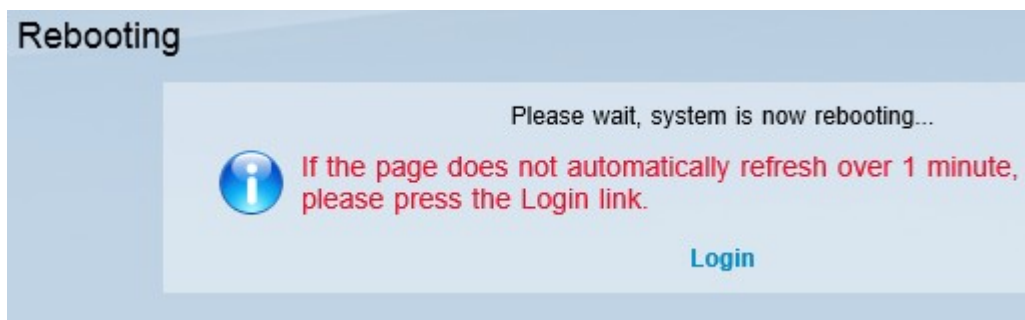 Rebooting
Please wait, system is now rebooting...
If the page does not automatically refresh over 1 minute,
please press the Login link.
Login